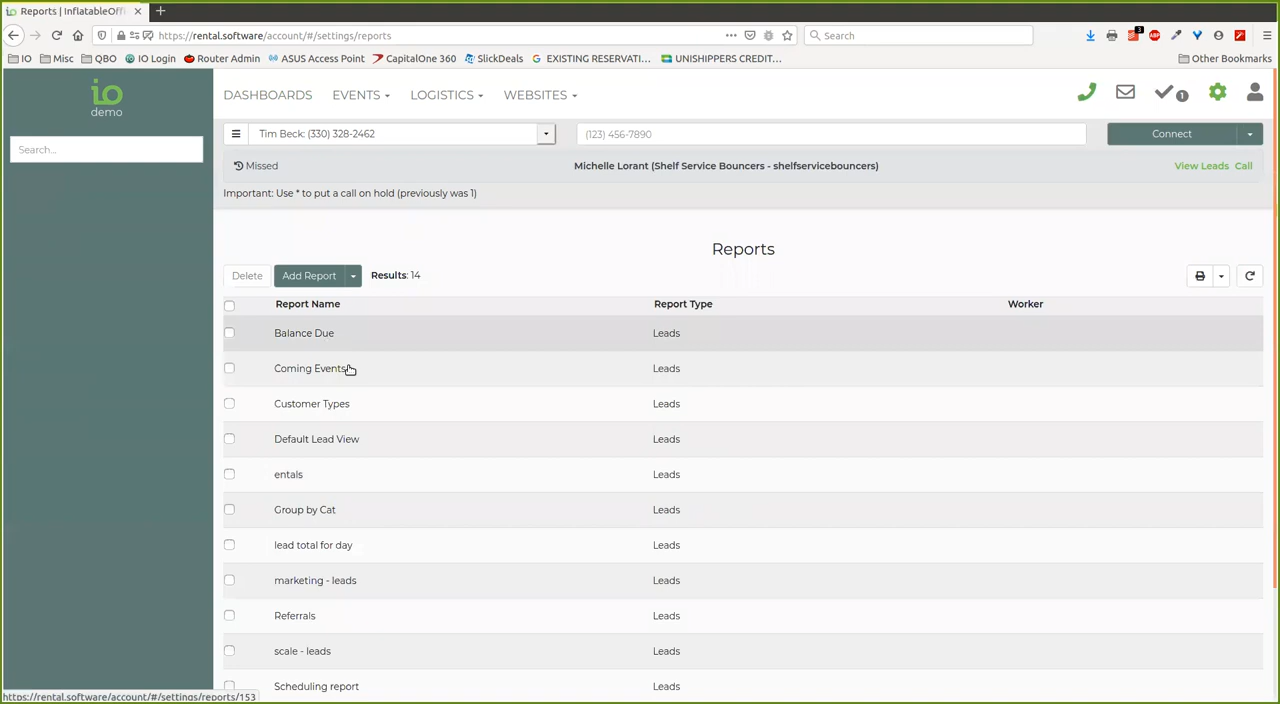 Reports | InflatableOffi
https://rental.software/account/#/settings/reports
Search
3
IO Misc QBO IO Login Router Admin ASUS Access Point CapitalOne 360 SlickDeals EXISTING RESERVATI... UNISHIPPERS CREDIT... Other Bookmarks
io
demo
Search...
DASHBOARDS EVENTS LOGISTICS WEBSITES
1
Tim Beck: (330) 328-2462
(123) 456-7890
Connect
Missed
Michelle Lorant (Shelf Service Bouncers - shelfservicebouncers)
View Leads Call
Important: Use * to put a call on hold (previously was 1)
Reports
Delete Add Report Results: 14
Report Name Report Type Worker
Balance Due Leads
Coming Events Leads
Customer Types Leads
Default Lead View Leads
entals Leads
Group by Cat Leads
lead total for day Leads
marketing - leads Leads
Referrals Leads
scale - leads Leads
Scheduling report Leads
https://rental.software/account/#/settings/reports/153